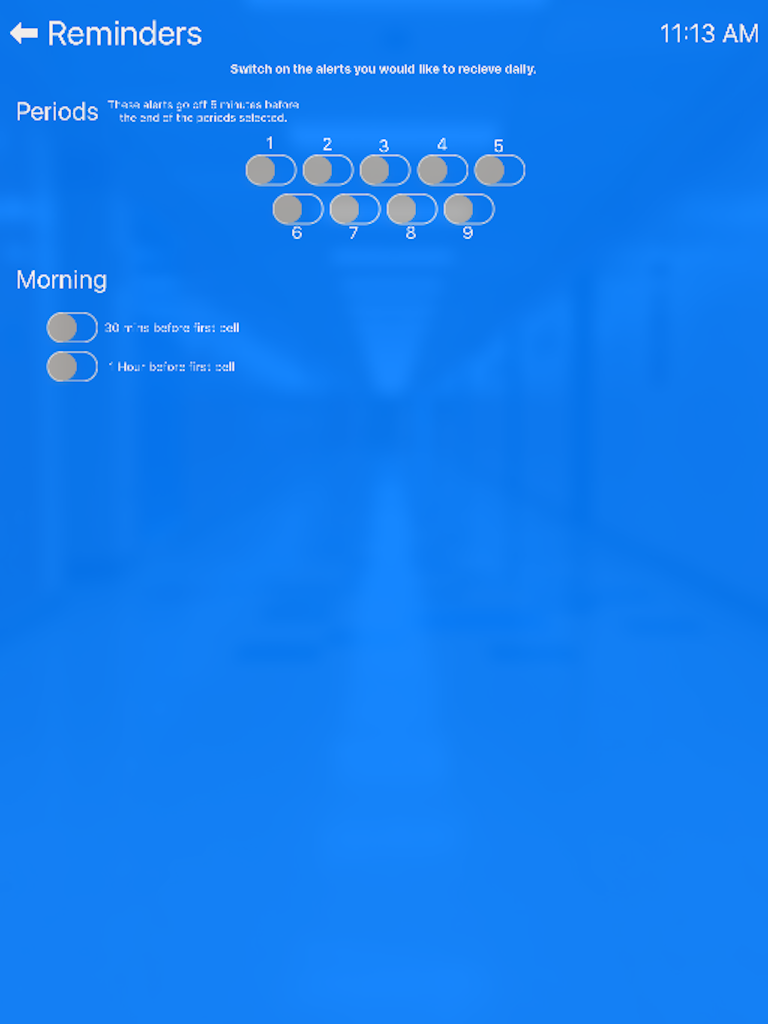 Reminders
11:13 AM
Switch on the alerts you would like to recieve daily.
Periods
These alerts go off 5 minutes before
the end of the periods selected.
1 2 3 4 5
6 7 8 9
Morning
30 mins before first bell
1 Hour before first bell